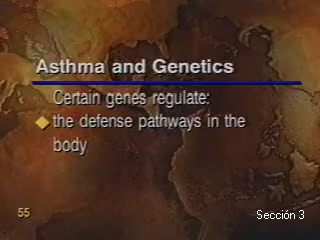 Asthma and Genetics
Certain genes regulate:
the defense pathways in the
body
55
Sección 3